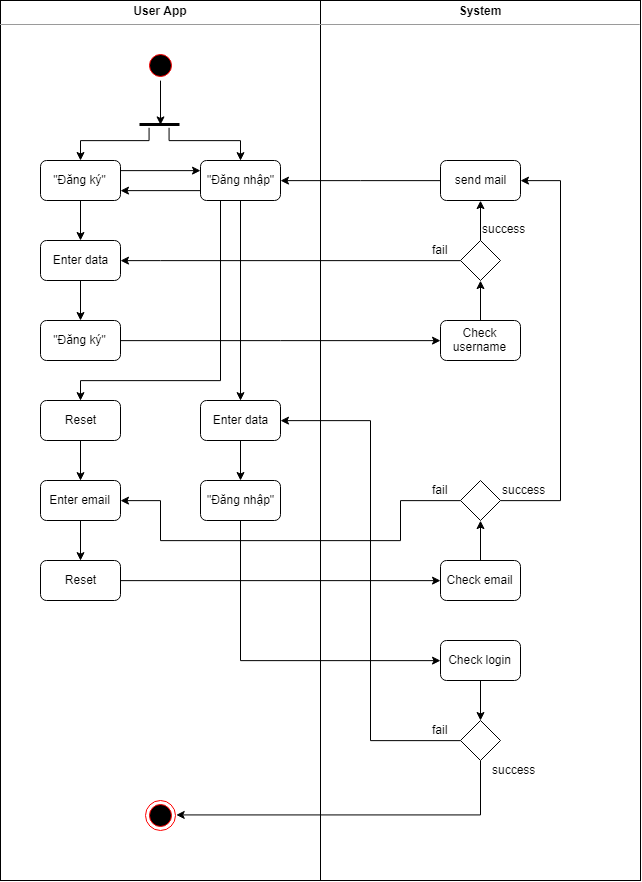 User App
System
"Đăng ký"
"Đăng nhập"
send mail
success
fail
Enter data
"Đăng ký"
Check
username
Reset
Enter data
Enter email
"Đăng nhập"
fail
success
Reset
Check email
Check login
fail
success